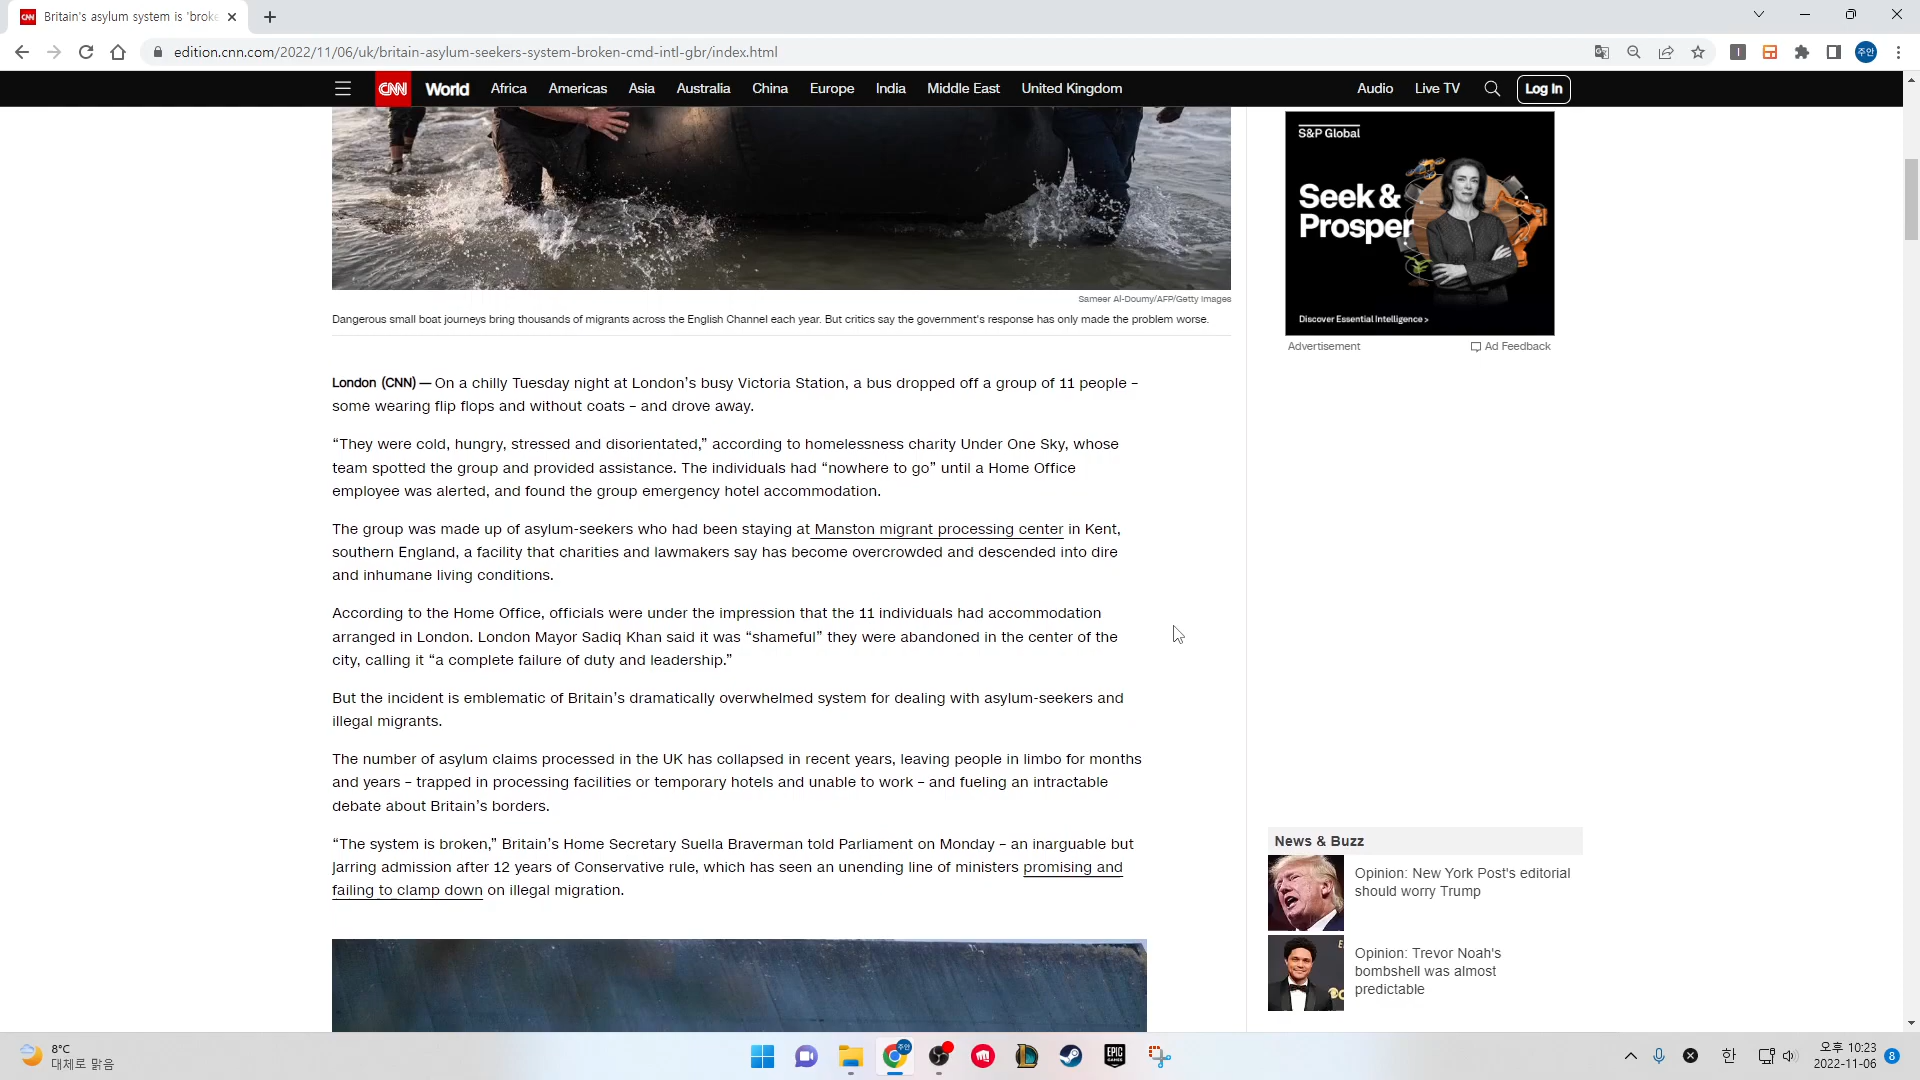 Britain's asylum system is 'broke
edition.cnn.com/2022/11/06/uk/britain-asylum-seekers-system-broken-cmd-intl-gbr/index.html
주안
CNN World Africa Americas Asia Australia China Europe India Middle East United Kingdom Audio Live TV Log In
Sameer Al-Doumy/AFP/Getty Images
Dangerous small boat journeys bring thousands of migrants across the English Channel each year. But critics say the government's response has only made the problem worse.
London (CNN) — On a chilly Tuesday night at London's busy Victoria Station, a bus dropped off a group of 11 people –
some wearing flip flops and without coats – and drove away.
“They were cold, hungry, stressed and disorientated,” according to homelessness charity Under One Sky, whose
team spotted the group and provided assistance. The individuals had “nowhere to go” until a Home Office
employee was alerted, and found the group emergency hotel accommodation.
The group was made up of asylum-seekers who had been staying at Manston migrant processing center in Kent,
southern England, a facility that charities and lawmakers say has become overcrowded and descended into dire
and inhumane living conditions.
According to the Home Office, officials were under the impression that the 11 individuals had accommodation
arranged in London. London Mayor Sadiq Khan said it was “shameful” they were abandoned in the center of the
city, calling it “a complete failure of duty and leadership.”
But the incident is emblematic of Britain's dramatically overwhelmed system for dealing with asylum-seekers and
illegal migrants.
The number of asylum claims processed in the UK has collapsed in recent years, leaving people in limbo for months
and years – trapped in processing facilities or temporary hotels and unable to work – and fueling an intractable
debate about Britain's borders.
“The system is broken,” Britain's Home Secretary Suella Braverman told Parliament on Monday – an inarguable but
jarring admission after 12 years of Conservative rule, which has seen an unending line of ministers promising and
failing to clamp down on illegal migration.
S&P Global
Seek &
Prosper
Discover Essential Intelligence >
Advertisement
Ad Feedback
News & Buzz
Opinion: New York Post's editorial
should worry Trump
Opinion: Trevor Noah's
bombshell was almost
predictable
8°C
대체로 맑음
주안
EPIC
GAMES
한
오후 10:23
2022-11-06
8